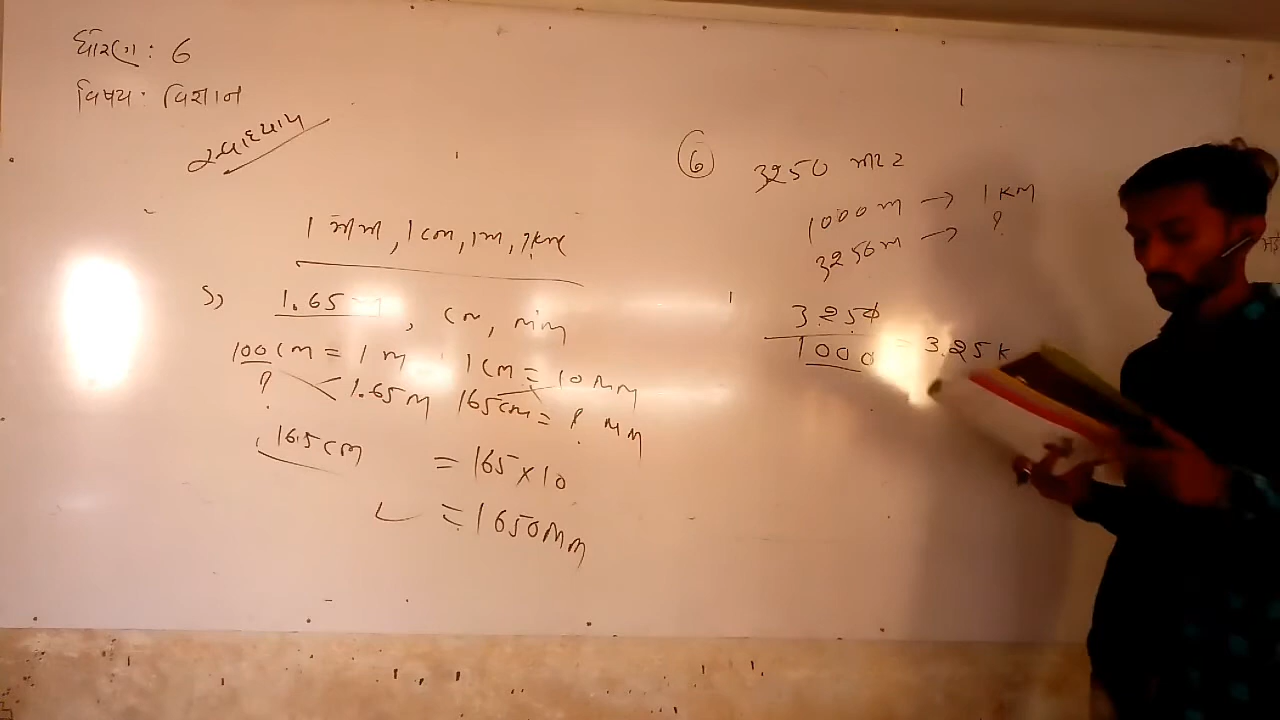 ધોરણ : 6
વિષય : વિજ્ઞાન
સ્વાધ્યાય
1 મીમી, 1 cm, 1m, 1km
5, 1.65 , cm, mm
100 cm = 1 m 1 cm = 10 mm
? 1.65 m 165 cm = ? mm
165 cm = 165 × 10
= 1650 mm
6 3250 મીટર
1000 m → 1 KM
3250 m → ?
3250
1000 = 3.25 K